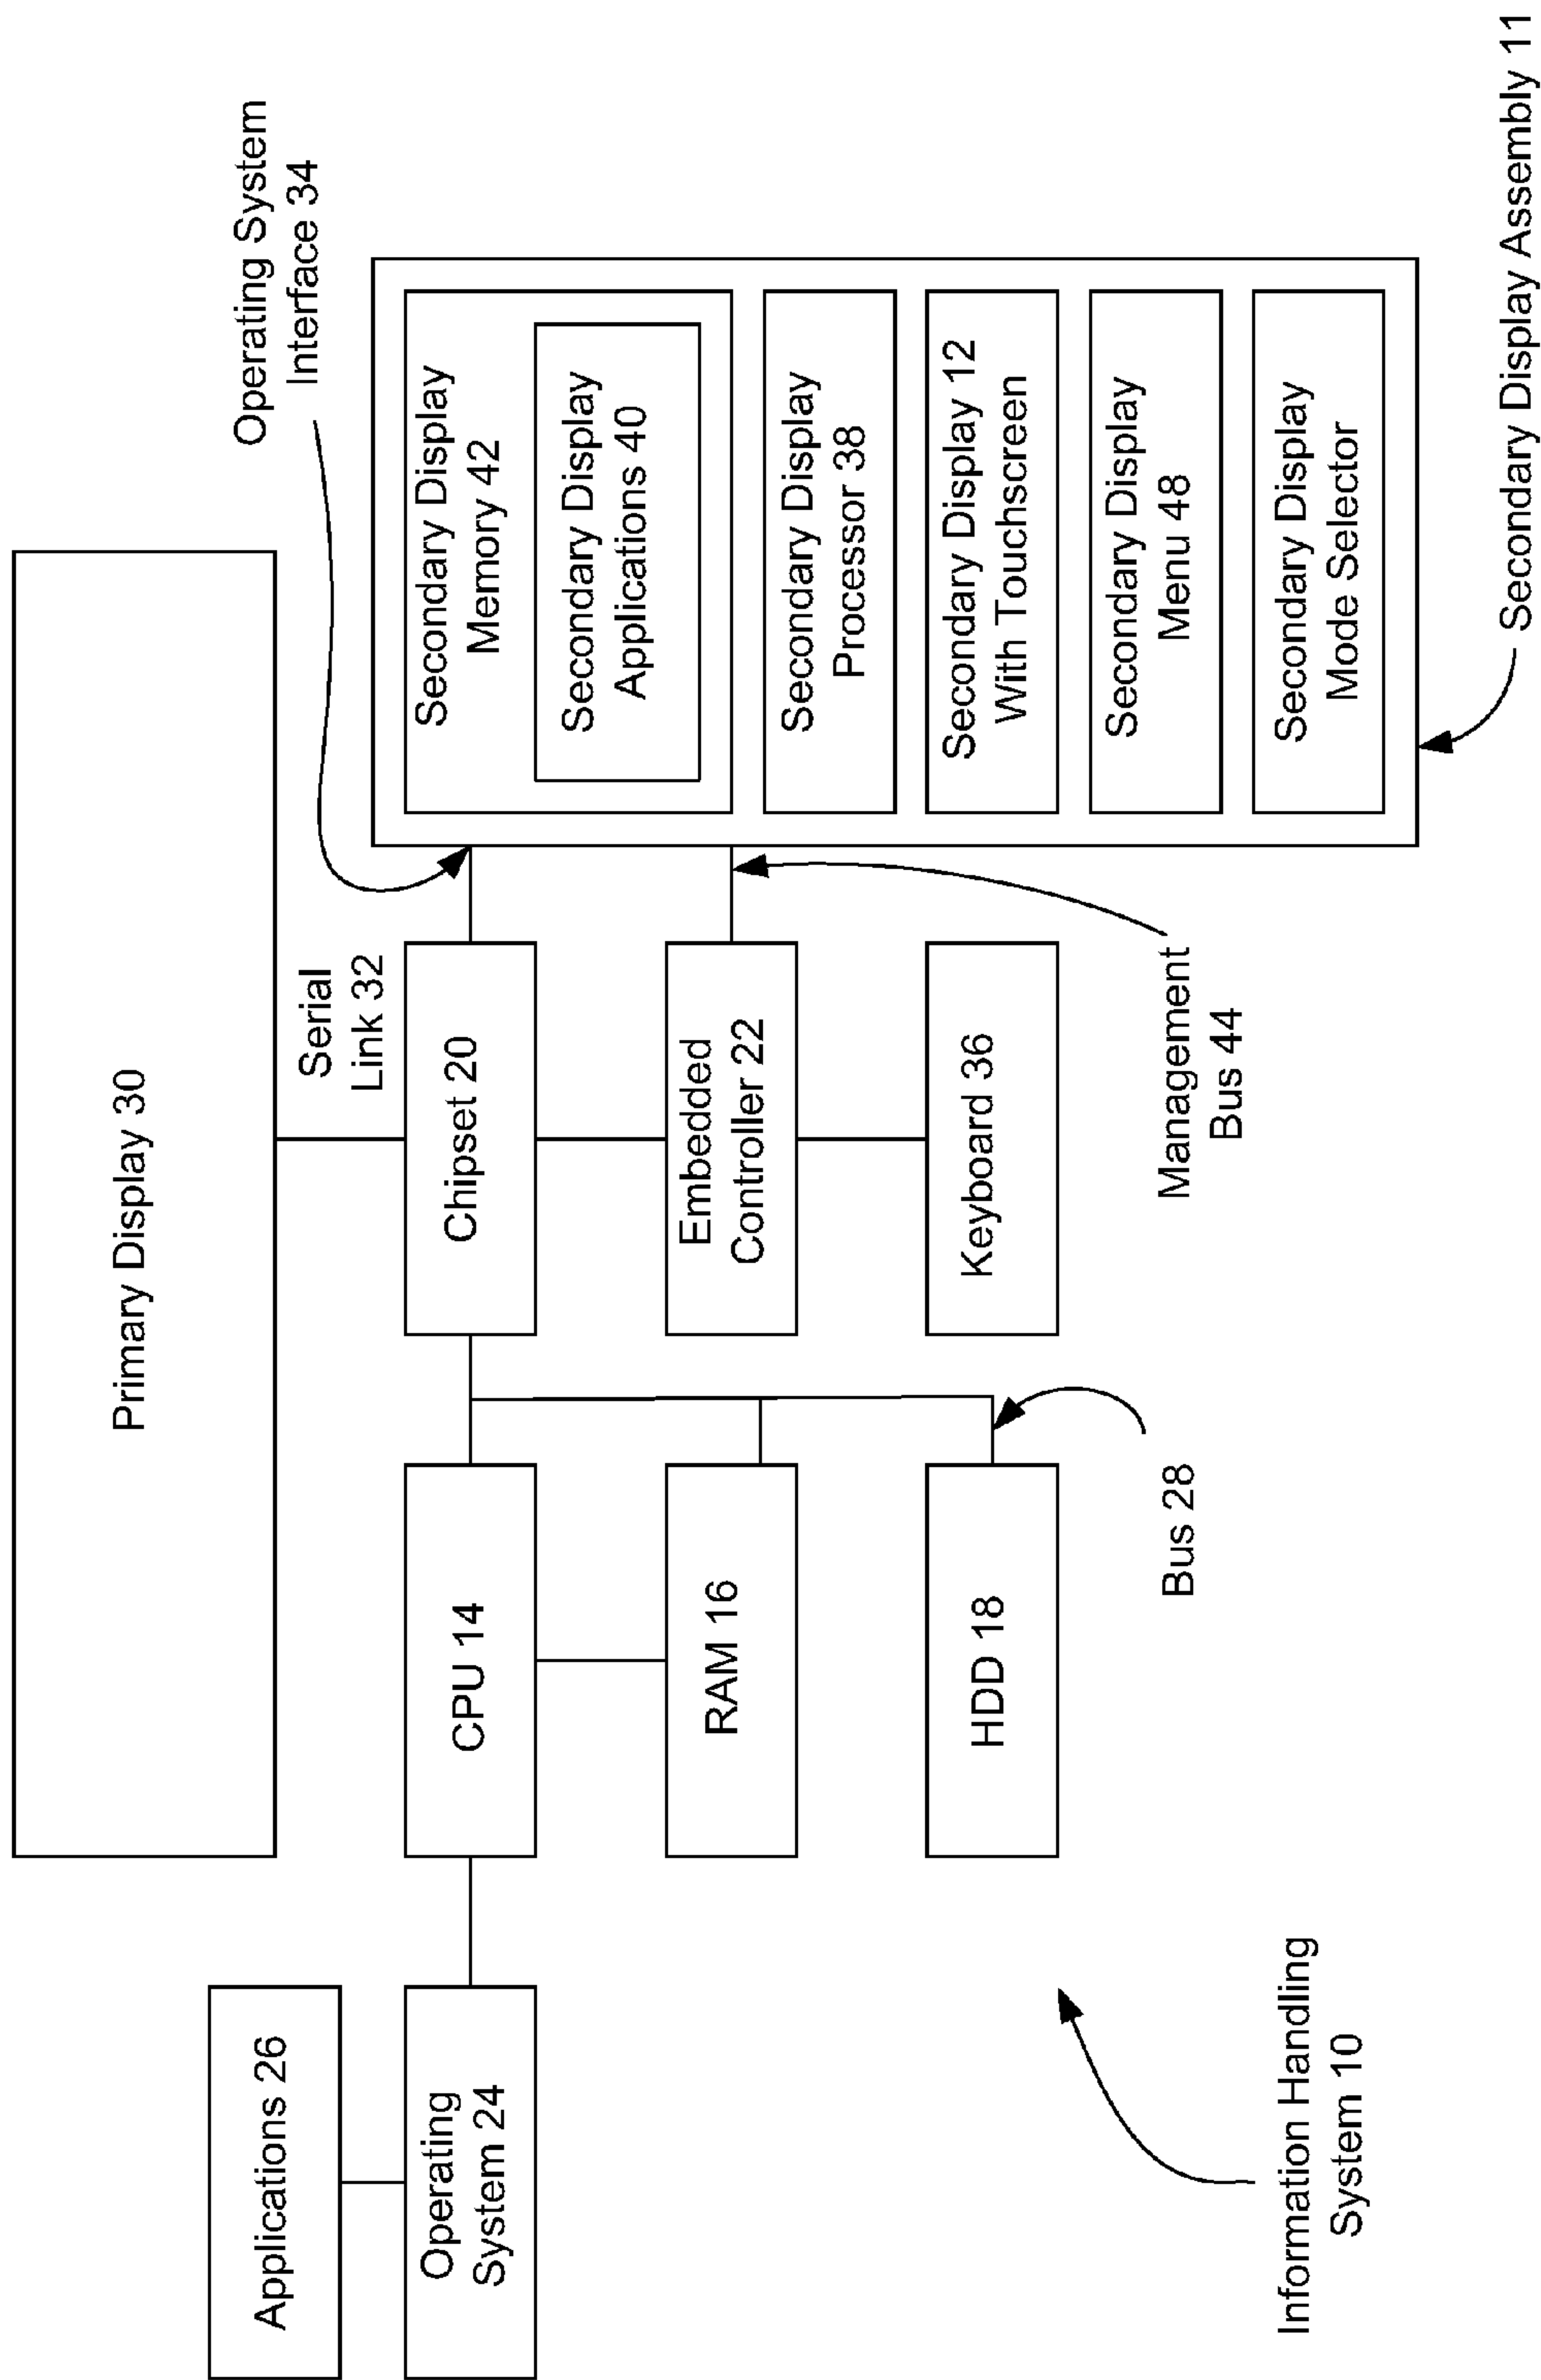 Primary Display 30
Applications 26
Operating
System 24
CPU 14
RAM 16
HDD 18
Bus 28
Serial
Link 32
Chipset 20
Embedded
Controller 22
Keyboard 36
Management
Bus 44
Operating System
Interface 34
Secondary Display
Memory 42
Secondary Display
Applications 40
Secondary Display
Processor 38
Secondary Display 12
With Touchscreen
Secondary Display
Menu 48
Secondary Display
Mode Selector
Secondary Display Assembly 11
Information Handling
System 10